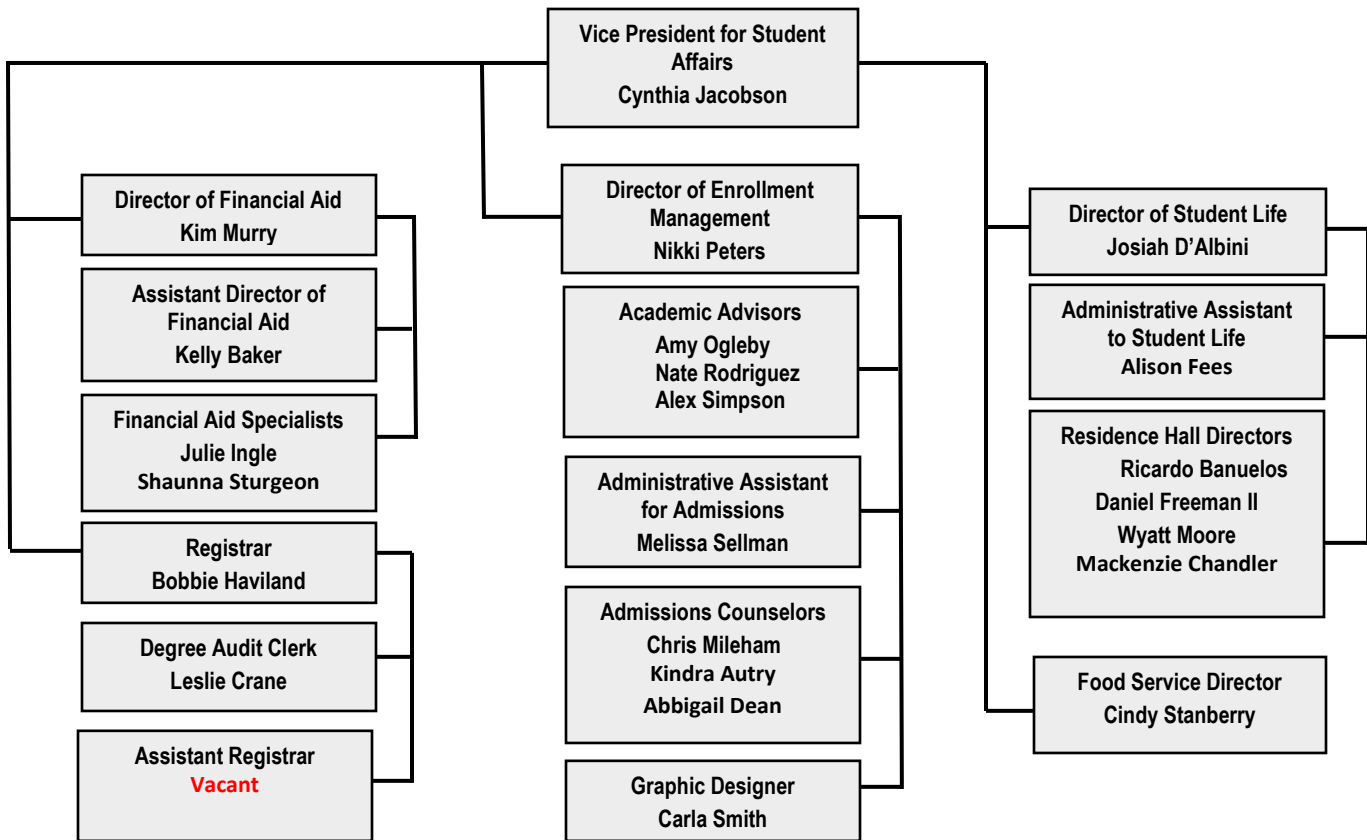 Vice President for Student
Affairs
Cynthia Jacobson
Director of Financial Aid
Kim Murry
Assistant Director of
Financial Aid
Kelly Baker
Financial Aid Specialists
Julie Ingle
Shaunna Sturgeon
Registrar
Bobbie Haviland
Degree Audit Clerk
Leslie Crane
Assistant Registrar
Vacant
Director of Enrollment
Management
Nikki Peters
Academic Advisors
Amy Ogleby
Nate Rodriguez
Alex Simpson
Administrative Assistant
for Admissions
Melissa Sellman
Admissions Counselors
Chris Mileham
Kindra Autry
Abbigail Dean
Graphic Designer
Carla Smith
Director of Student Life
Josiah D’Albini
Administrative Assistant
to Student Life
Alison Fees
Residence Hall Directors
Ricardo Banuelos
Daniel Freeman II
Wyatt Moore
Mackenzie Chandler
Food Service Director
Cindy Stanberry